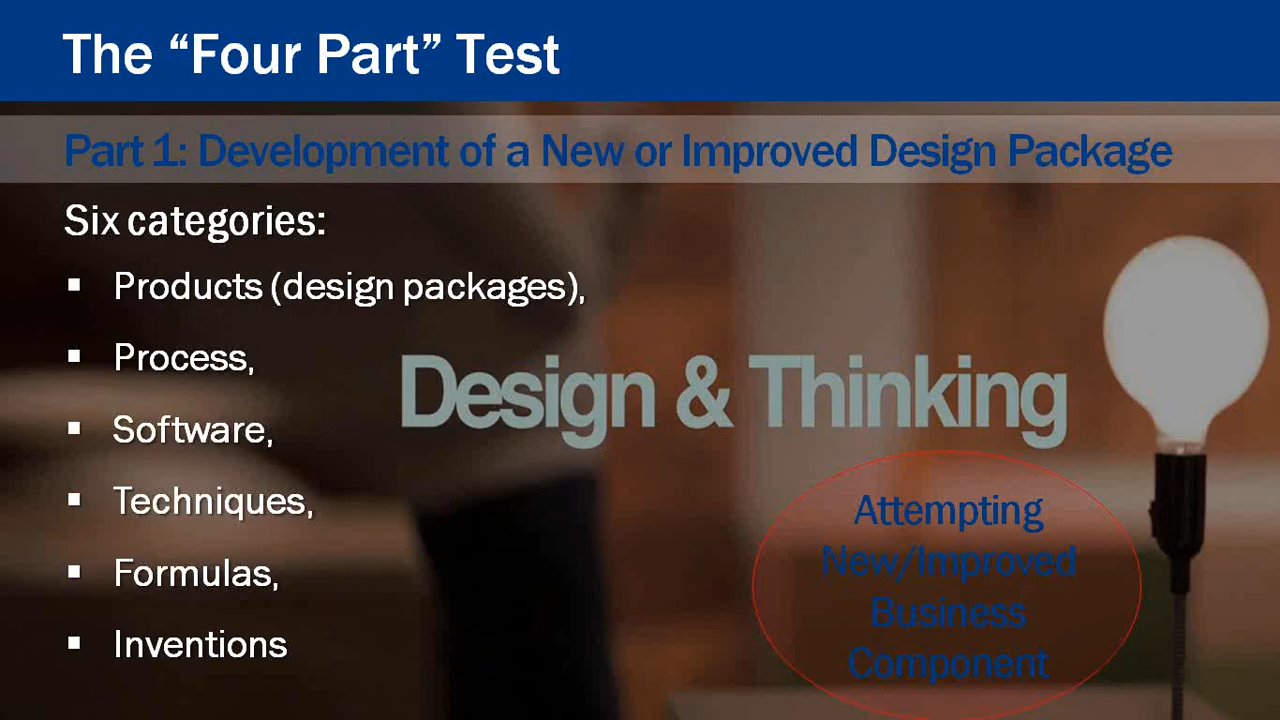 The “Four Part” Test
Part 1: Development of a New or Improved Design Package
Six categories:
▪ Products (design packages),
▪ Process,
▪ Software,
▪ Techniques,
▪ Formulas,
▪ Inventions
Design & Thinking
Attempting
New/Improved
Business
Component